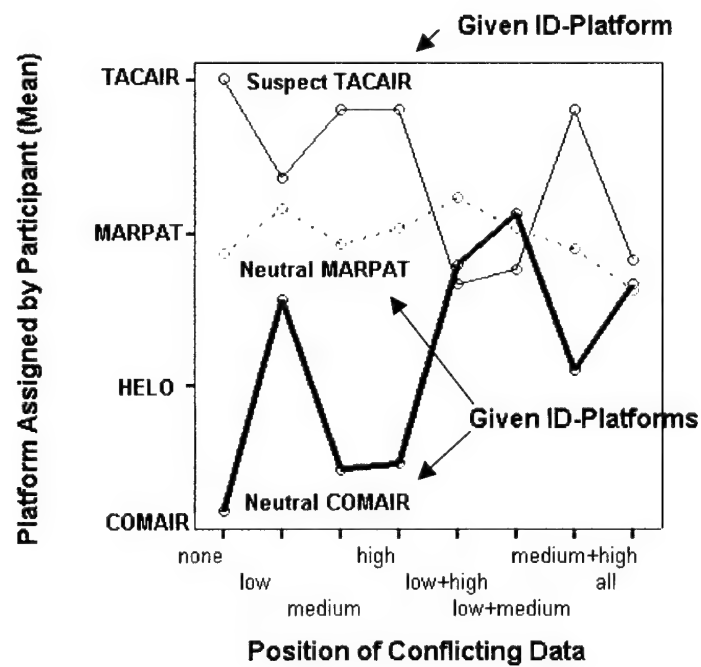 Given ID-Platform
TACAIR
Suspect TACAIR
MARPAT
Neutral MARPAT
HELO
Given ID-Platforms
Neutral COMAIR
COMAIR
Platform Assigned by Participant (Mean)
none high medium+high
low low+high all
medium low+medium
Position of Conflicting Data